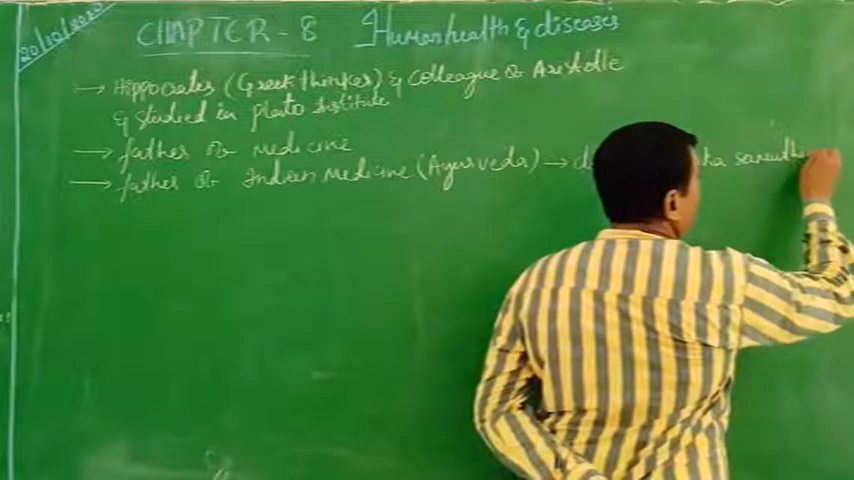 20/10/2020
CHAPTER - 8 Human health & diseases
→ Hippocrates (Greek thinker) & Colleague of Aristotle
& studied in Plato Institute
→ father of medicine
→ father of Indian Medicine (Ayurveda) →